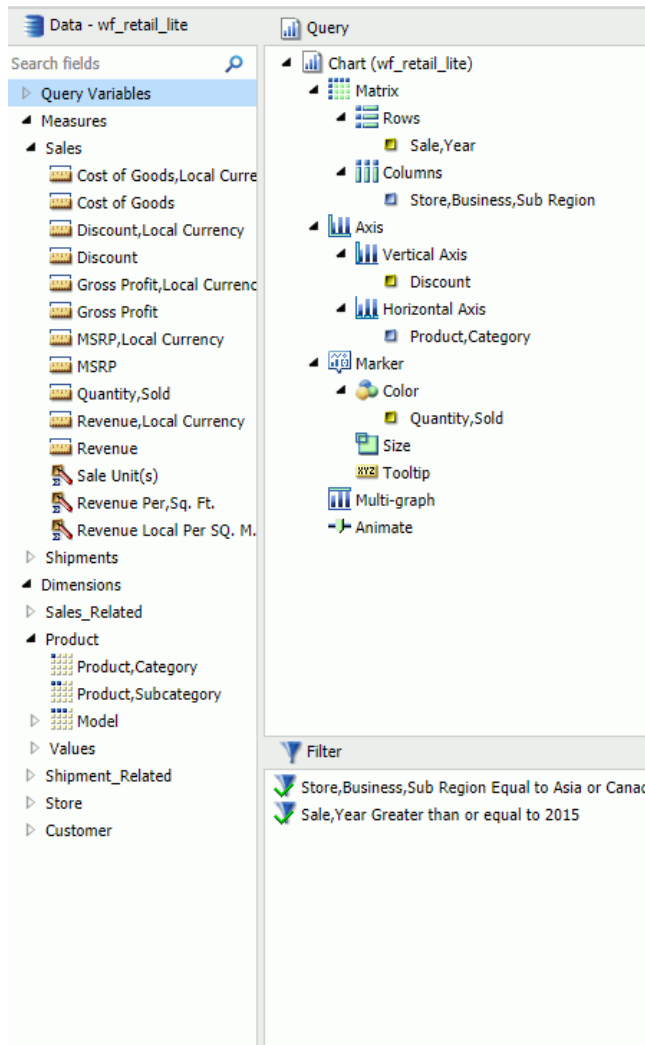 Data - wf_retail_lite
Search fields
Query Variables
Measures
Sales
Cost of Goods,Local Curre
Cost of Goods
Discount,Local Currency
Discount
Gross Profit,Local Currenc
Gross Profit
MSRP,Local Currency
MSRP
Quantity,Sold
Revenue,Local Currency
Revenue
Sale Unit(s)
Revenue Per,Sq. Ft.
Revenue Local Per SQ. M.
Shipments
Dimensions
Sales_Related
Product
Product,Category
Product,Subcategory
Model
Values
Shipment_Related
Store
Customer
Query
Chart (wf_retail_lite)
Matrix
Rows
Sale,Year
Columns
Store,Business,Sub Region
Axis
Vertical Axis
Discount
Horizontal Axis
Product,Category
Marker
Color
Quantity,Sold
Size
XYZ Tooltip
Multi-graph
Animate
Filter
Store,Business,Sub Region Equal to Asia or Canad
Sale,Year Greater than or equal to 2015